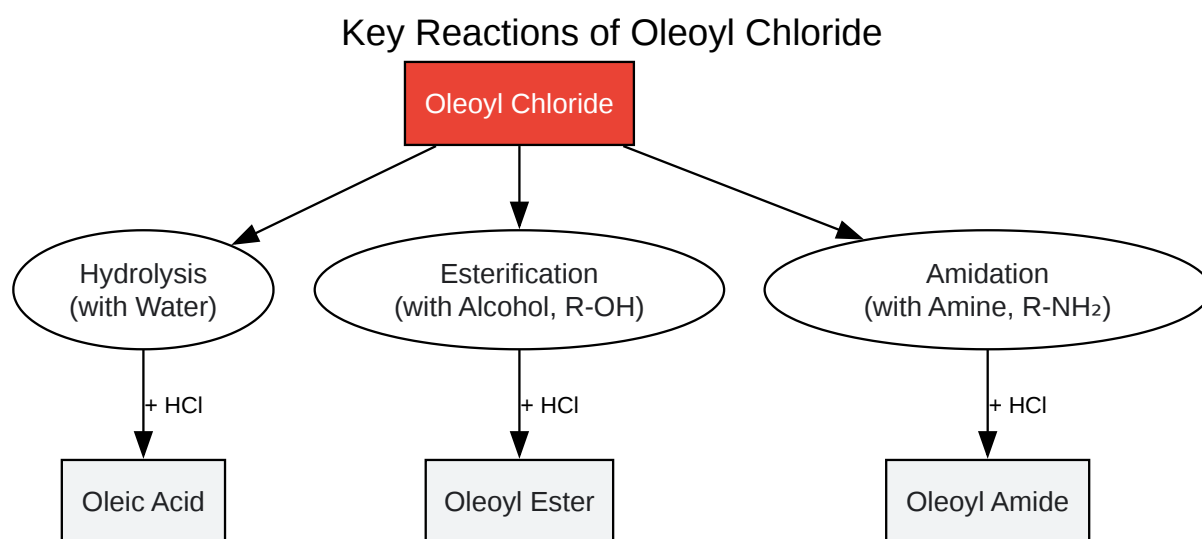 Key Reactions of Oleoyl Chloride
Oleoyl Chloride
Hydrolysis
(with Water)
Esterification
(with Alcohol, R-OH)
Amidation
(with Amine, R-NH₂)
+ HCl
+ HCl
+ HCl
Oleic Acid
Oleoyl Ester
Oleoyl Amide